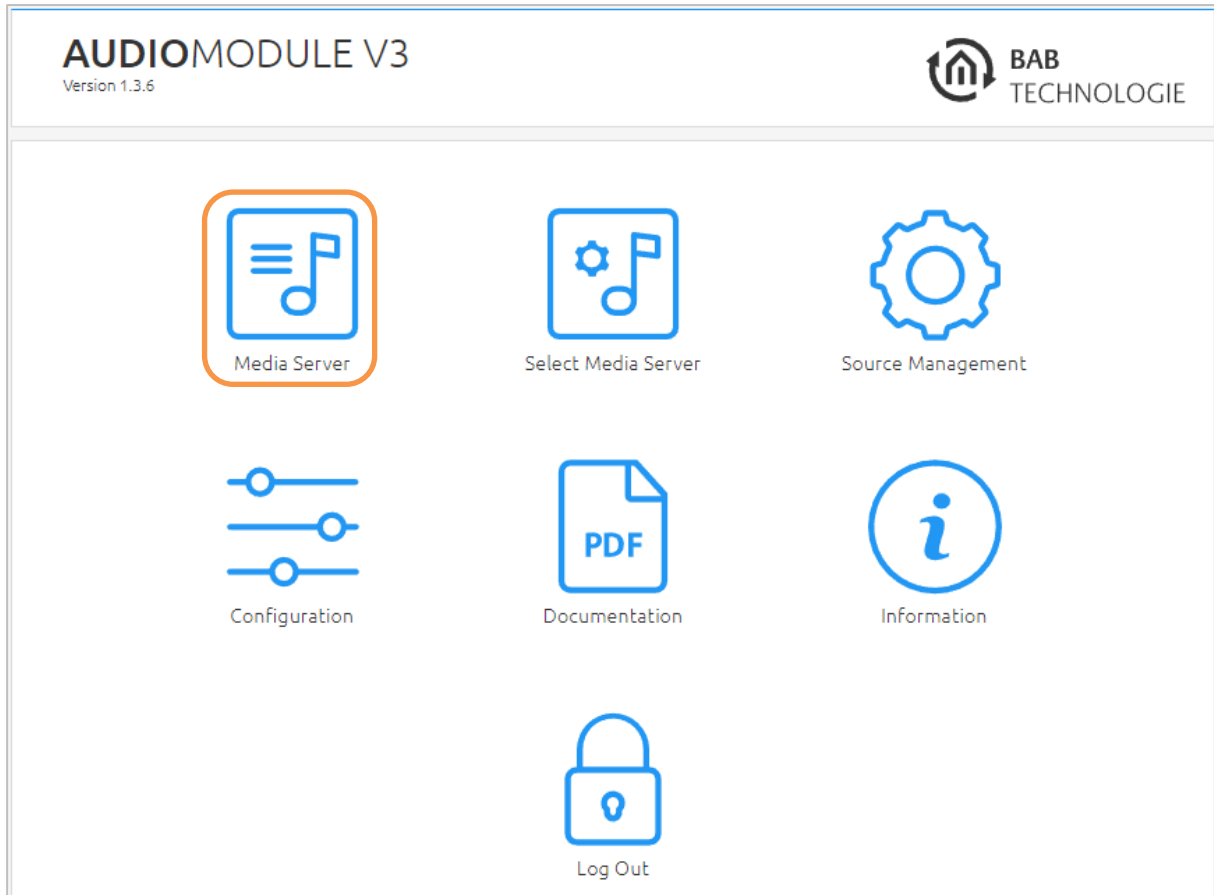 AUDIOMODULE V3
Version 1.3.6
BAB
TECHNOLOGIE
Media Server
Select Media Server
Source Management
Configuration
PDF
Documentation
i
Information
Log Out